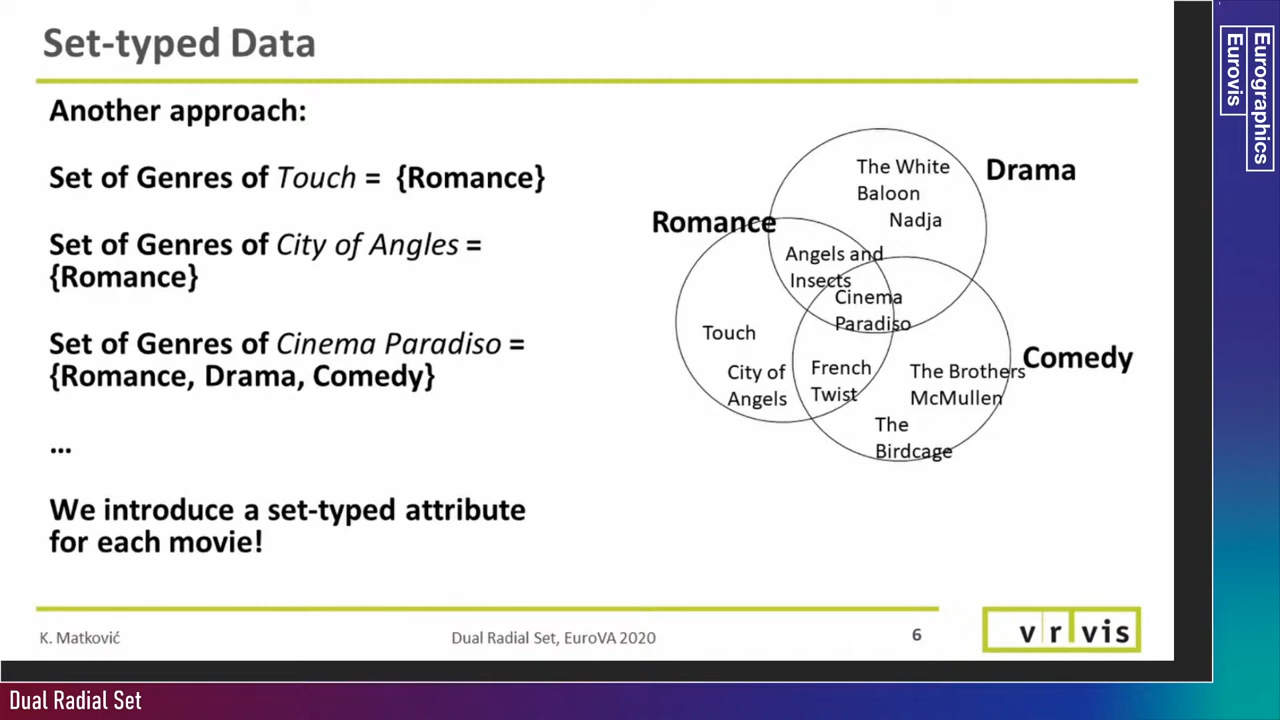 Set-typed Data
Another approach:
Set of Genres of Touch = {Romance}
Set of Genres of City of Angles =
{Romance}
Set of Genres of Cinema Paradiso =
{Romance, Drama, Comedy}
...
We introduce a set-typed attribute
for each movie!
Drama
The White
Baloon
Nadja
Romance
Angels and
Insects
Cinema
Paradiso
Touch
City of
Angels
French
Twist
Comedy
The Brothers
McMullen
The
Birdcage
K. Matković
Dual Radial Set, EuroVA 2020
6
vrvis
Eurographics
Eurovis
Dual Radial Set